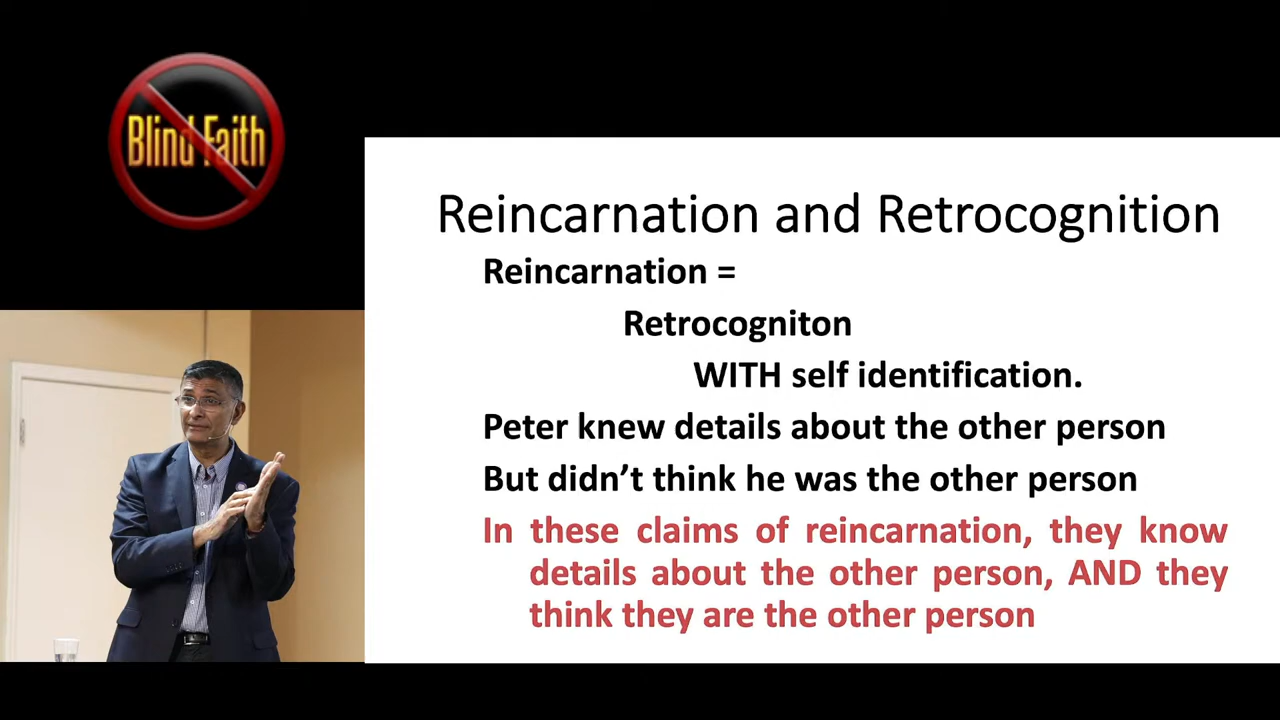 Blind Faith
Reincarnation and Retrocognition
Reincarnation =
Retrocogniton
WITH self identification.
Peter knew details about the other person
But didn’t think he was the other person
In these claims of reincarnation, they know
details about the other person, AND they
think they are the other person